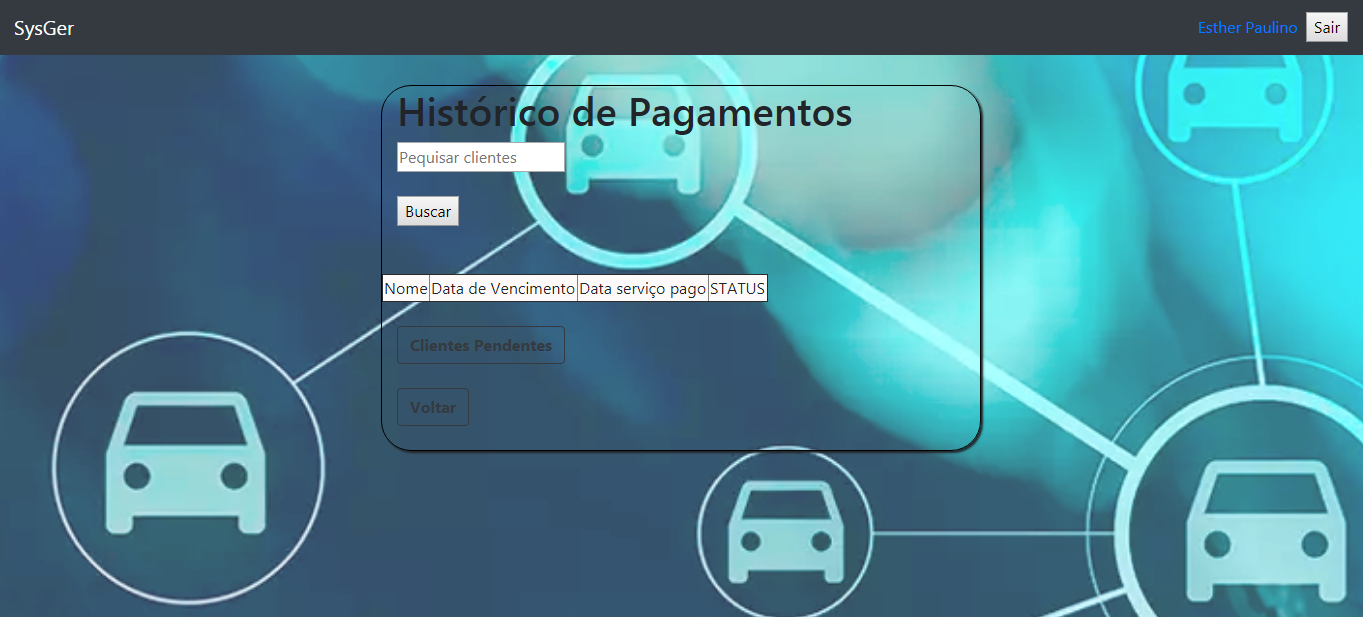 SysGer
Esther Paulino Sair
Histórico de Pagamentos
Pequisar clientes
Buscar
Nome Data de Vencimento Data serviço pago STATUS
Clientes Pendentes
Voltar